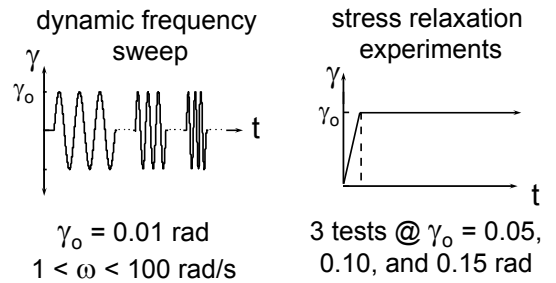 dynamic frequency
sweep
γ
γo
t
γo = 0.01 rad
1 < ω < 100 rad/s
stress relaxation
experiments
γ
γo
t
3 tests @ γo = 0.05,
0.10, and 0.15 rad